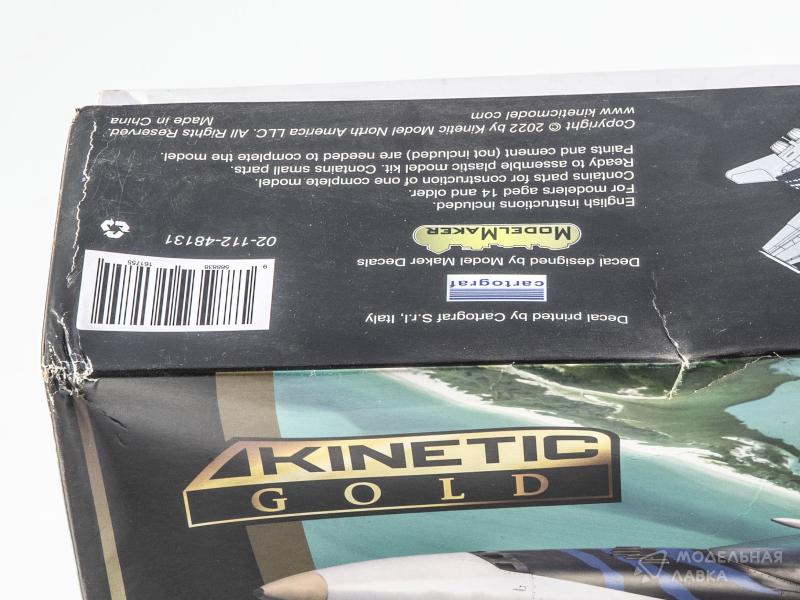 Decal printed by Cartograf S.r.l, Italy
cartograf
Decal designed by Model Maker Decals
MODELMAKER
English instructions included.
For modelers aged 14 and older.
Contains parts for construction of one complete model.
Ready to assemble plastic model kit. Contains small parts.
Paints and cement (not included) are needed to complete the model.
Copyright © 2022 by Kinetic Model North America LLC. All Rights Reserved.
www kineticmodel com
Made in China
9 588838 161755
02-112-48131
KINETIC
GOLD
МОДЕЛЬНАЯ
ЛАВКА